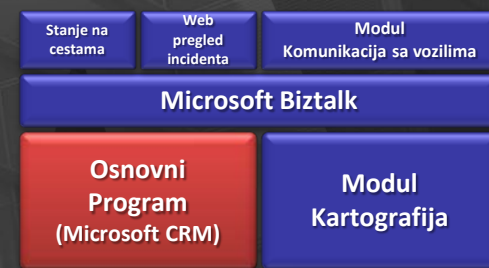 Stanje na
cestama
Web
pregled
incidenta
Modul
Komunikacija sa vozilima
Microsoft Biztalk
Osnovni
Program
(Microsoft CRM)
Modul
Kartografija